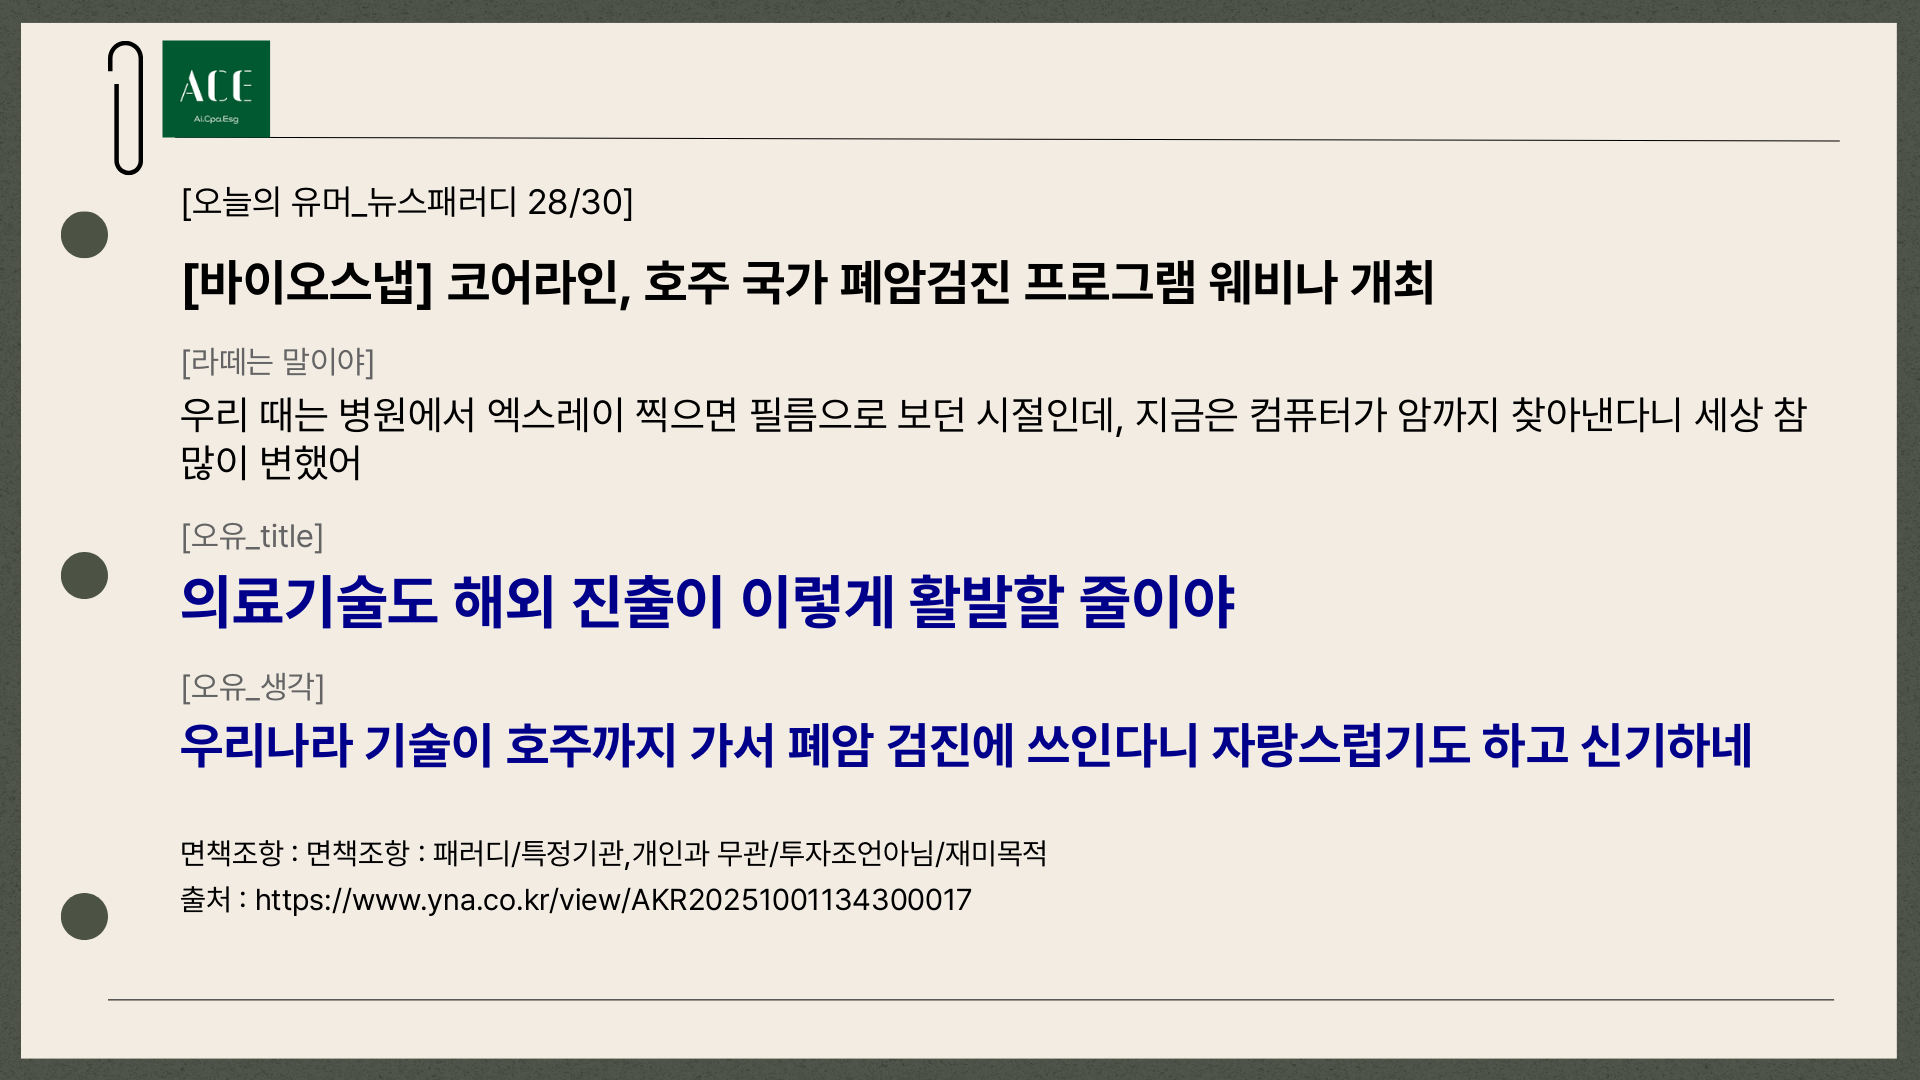 ACE
Ai.Cpa.Esg
[오늘의 유머_뉴스패러디 28/30]
[바이오스냅] 코어라인, 호주 국가 폐암검진 프로그램 웨비나 개최
[라떼는 말이야]
우리 때는 병원에서 엑스레이 찍으면 필름으로 보던 시절인데, 지금은 컴퓨터가 암까지 찾아낸다니 세상 참
많이 변했어
[오유_title]
의료기술도 해외 진출이 이렇게 활발할 줄이야
[오유_생각]
우리나라 기술이 호주까지 가서 폐암 검진에 쓰인다니 자랑스럽기도 하고 신기하네
면책조항 : 면책조항 : 패러디/특정기관,개인과 무관/투자조언아님/재미목적
출처 : https://www.yna.co.kr/view/AKR20251001134300017